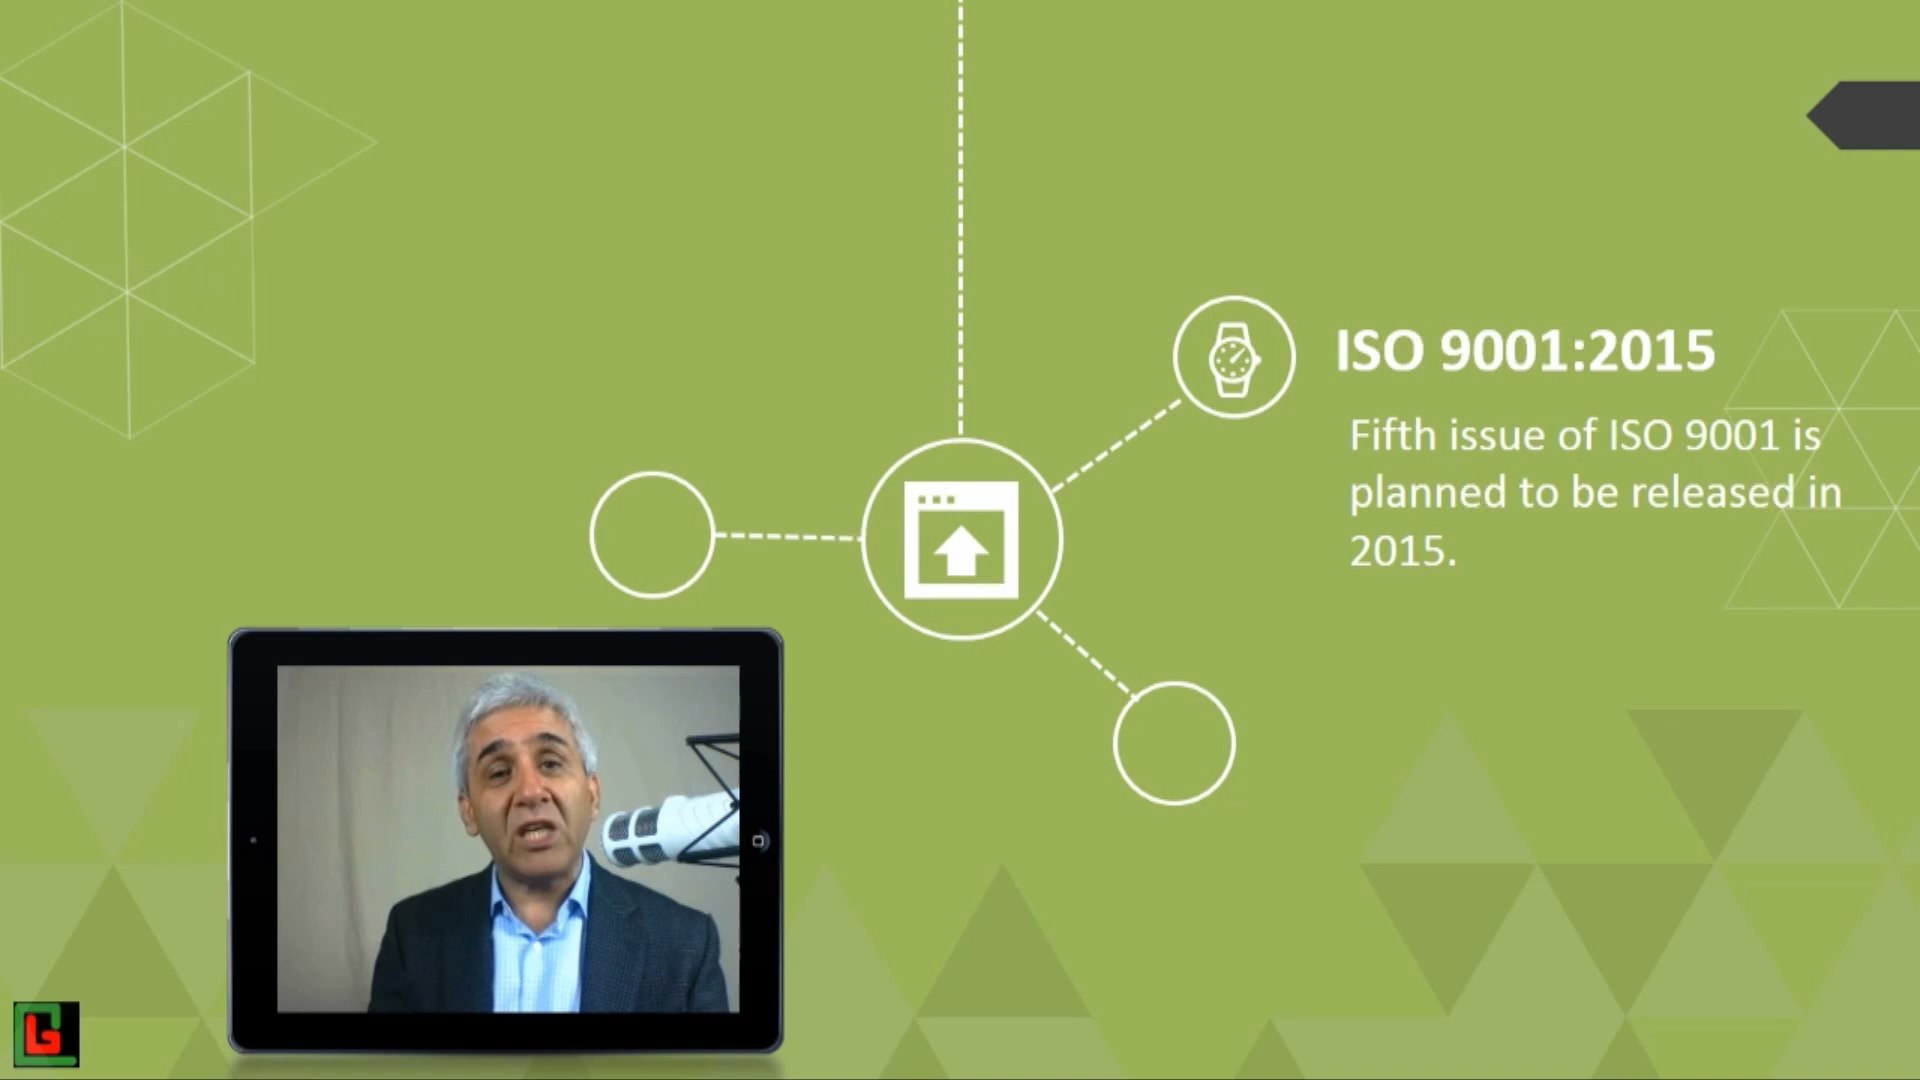 ISO 9001:2015
Fifth issue of ISO 9001 is
planned to be released in
2015.